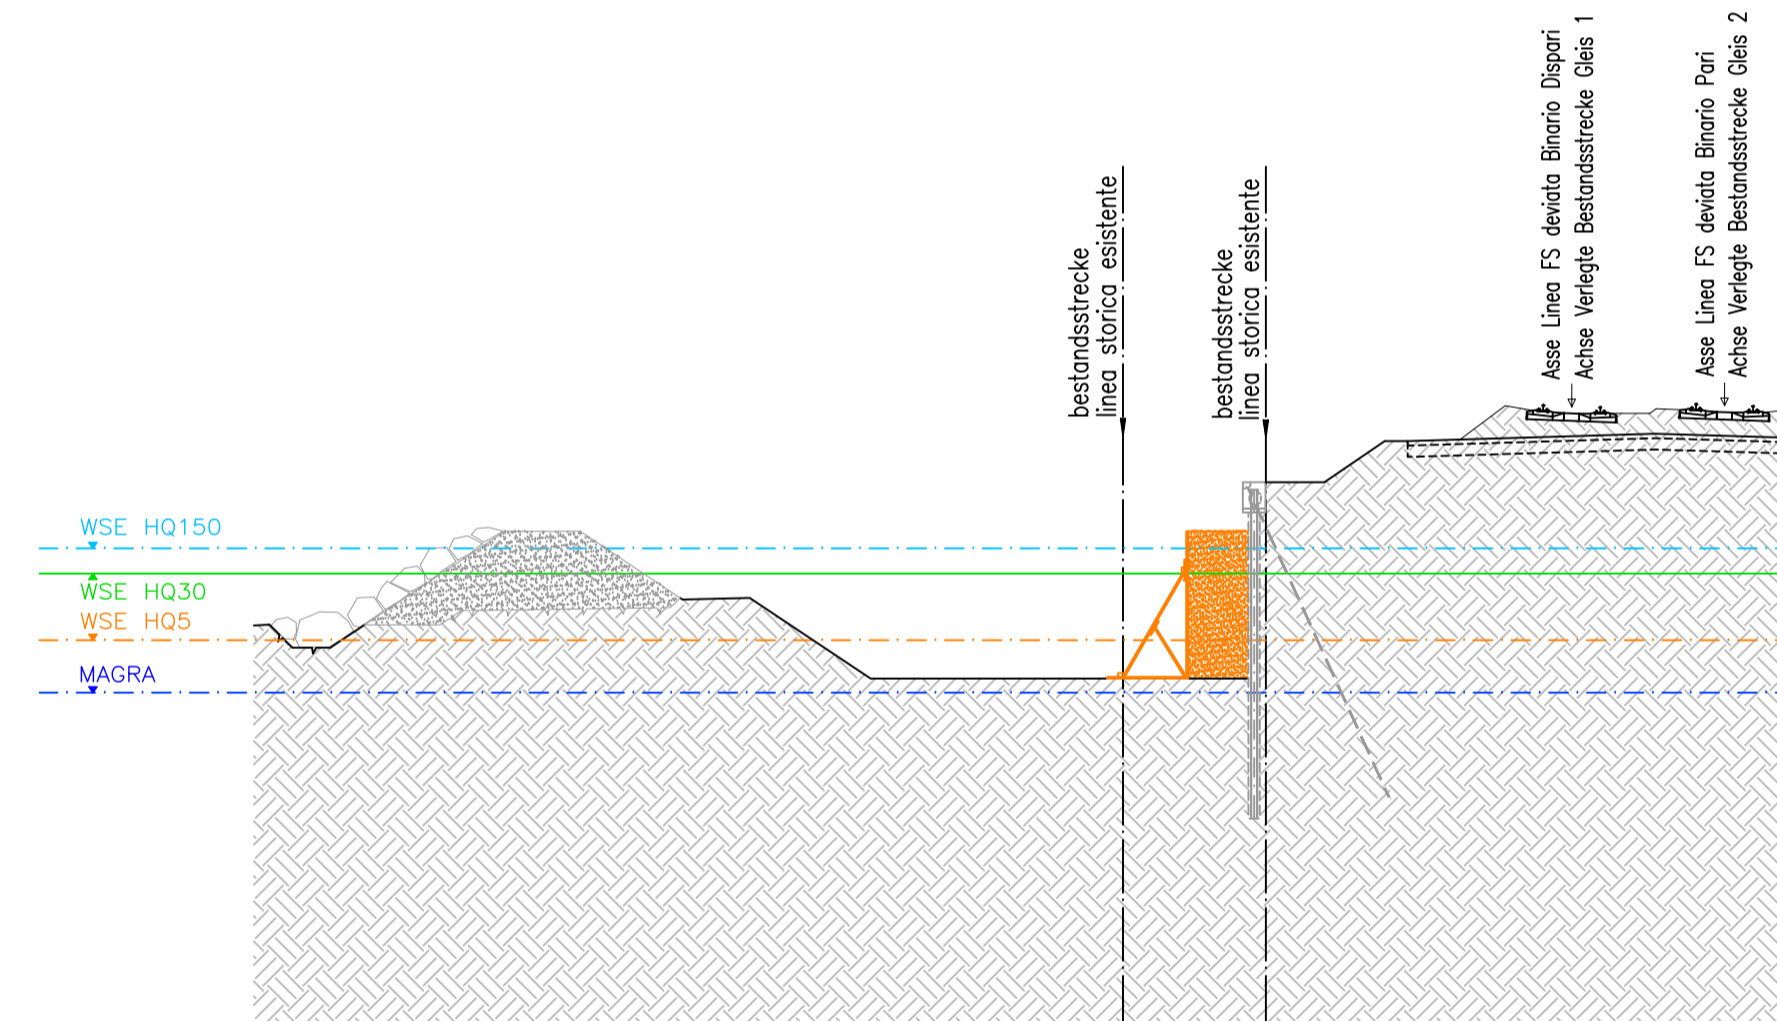 Asse Linea FS deviata Binario Dispari
Achse Verlegte Bestandsstrecke Gleis 1
Asse Linea FS deviata Binario Pari
Achse Verlegte Bestandsstrecke Gleis 2
bestandsstrecke
linea storica esistente
bestandsstrecke
linea storica esistente
WSE HQ150
WSE HQ30
WSE HQ5
MAGRA